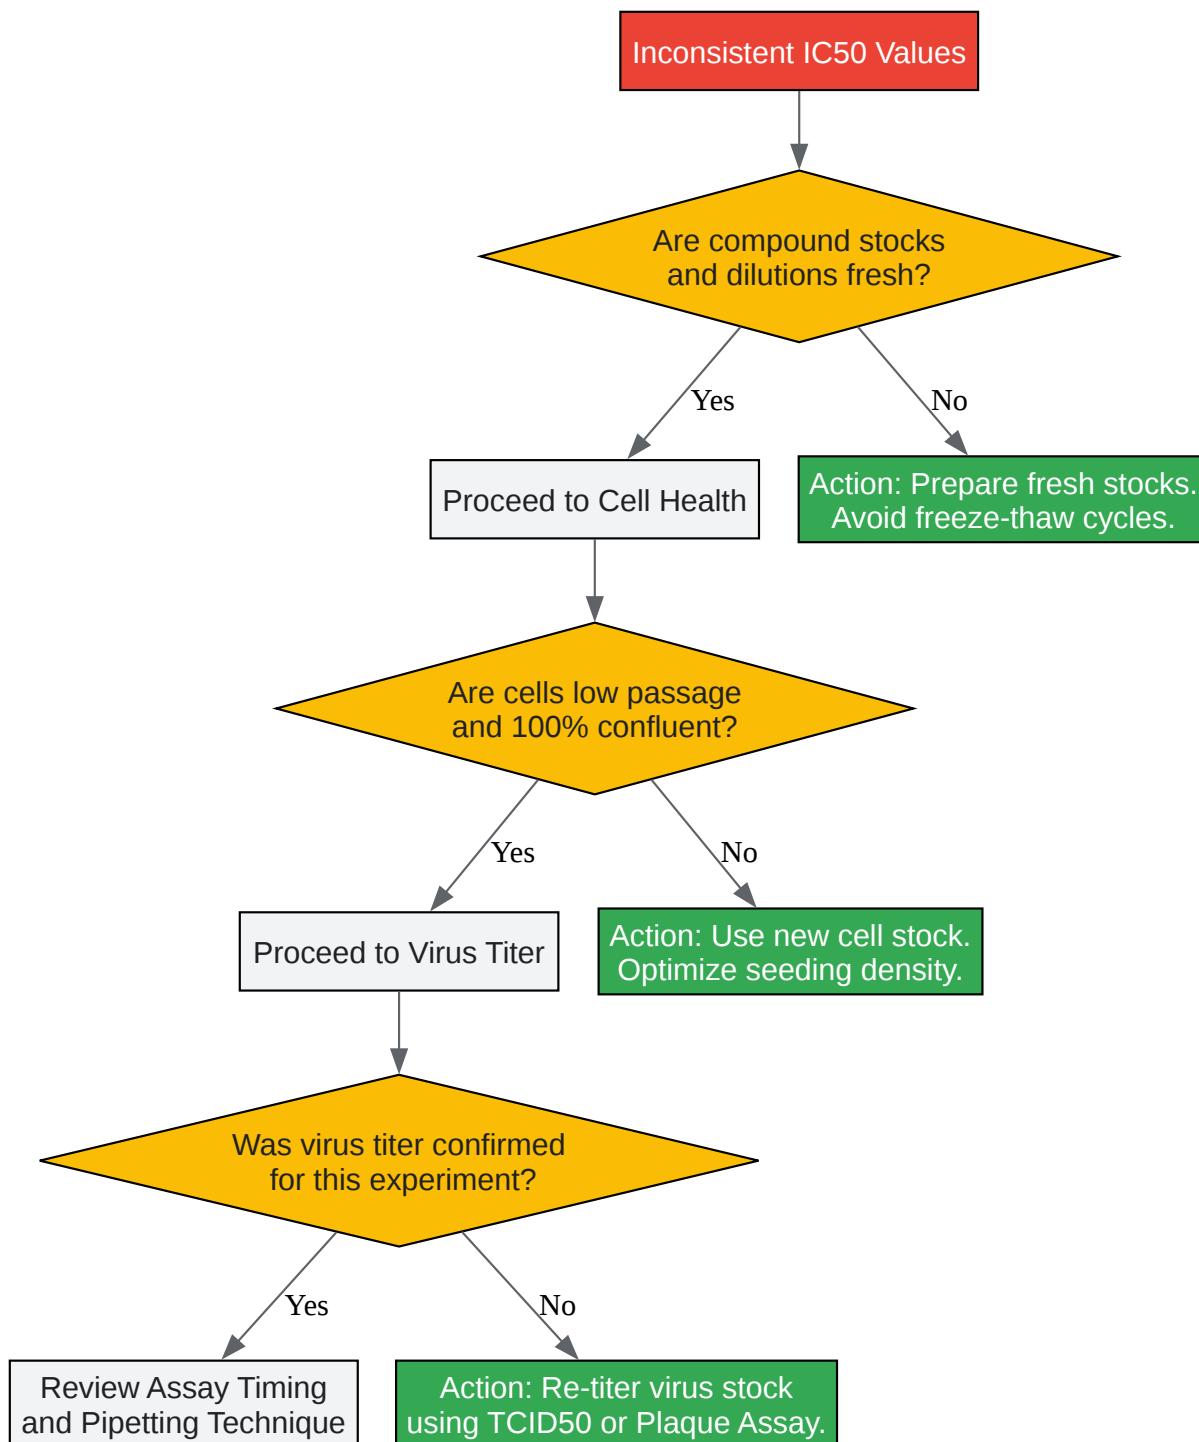 Inconsistent IC50 Values
Are compound stocks
and dilutions fresh?
Yes
No
Proceed to Cell Health
Action: Prepare fresh stocks.
Avoid freeze-thaw cycles.
Are cells low passage
and 100% confluent?
Yes
No
Proceed to Virus Titer
Action: Use new cell stock.
Optimize seeding density.
Was virus titer confirmed
for this experiment?
Yes
No
Review Assay Timing
and Pipetting Technique
Action: Re-titer virus stock
using TCID50 or Plaque Assay.